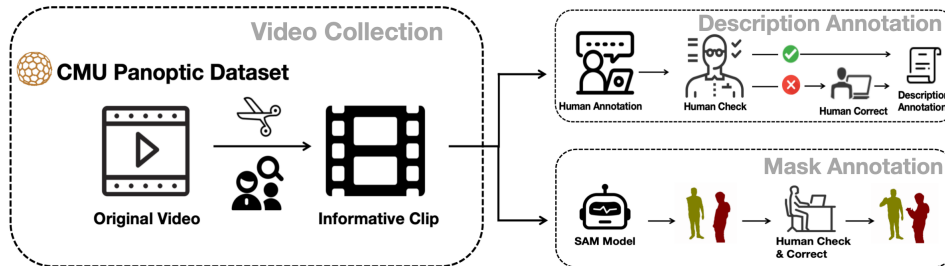 Video Collection
CMU Panoptic Dataset
Original Video
Informative Clip
Description Annotation
Human Annotation
Human Check
Human Correct
Description
Annotation
Mask Annotation
SAM Model
Human Check
& Correct